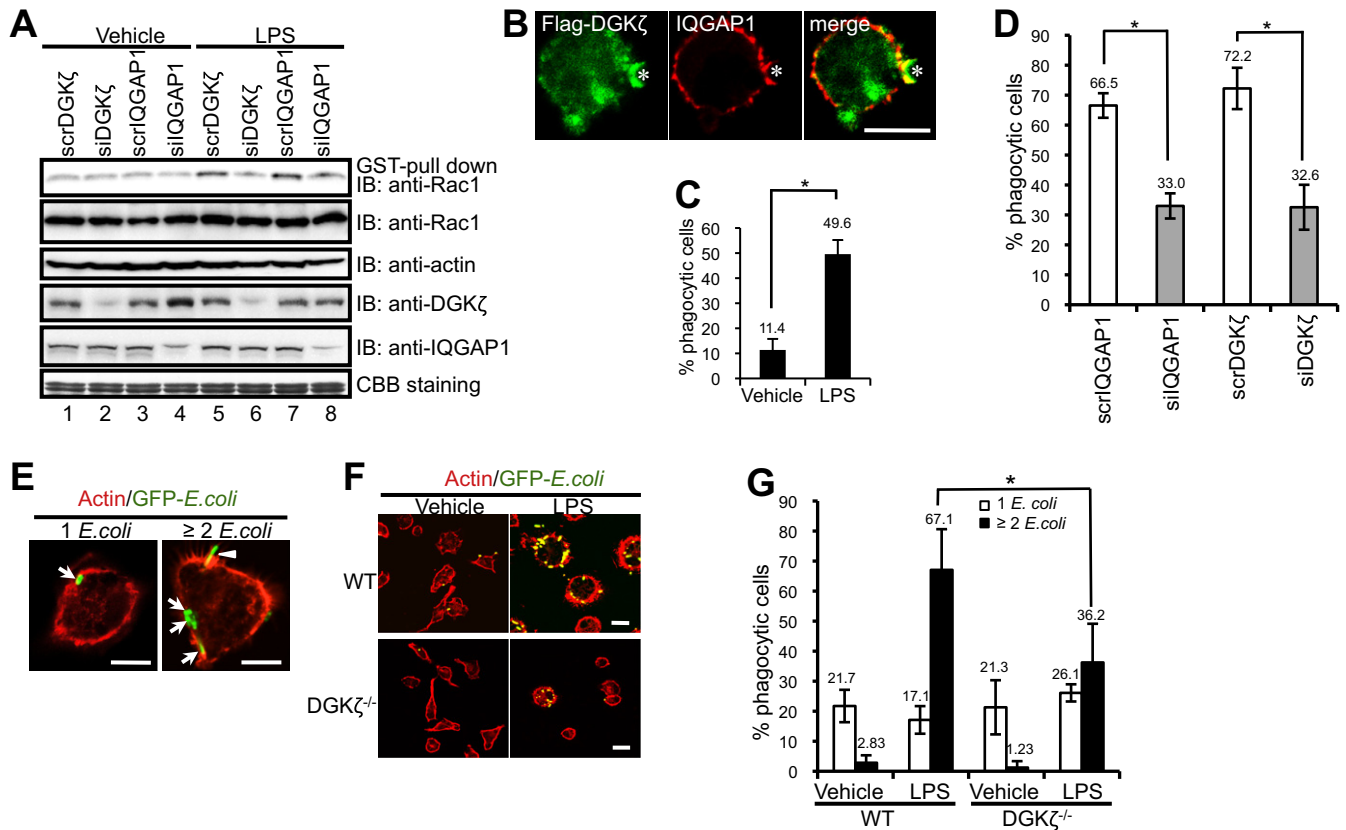 A
Vehicle LPS
scrDGKζ
siDGKζ
scrIQGAP1
siIQGAP1
scrDGKζ
siDGKζ
scrIQGAP1
siIQGAP1
GST-pull down
IB: anti-Rac1
IB: anti-Rac1
IB: anti-actin
IB: anti-DGKζ
IB: anti-IQGAP1
CBB staining
1 2 3 4 5 6 7 8
B
Flag-DGKζ IQGAP1 merge
* * *
C
% phagocytic cells
60
50
40
30
20
10
0
*
11.4
49.6
Vehicle LPS
D
% phagocytic cells
90
80
70
60
50
40
30
20
10
0
* *
66.5
33.0
72.2
32.6
scrIQGAP1
siIQGAP1
scrDGKζ
siDGKζ
E
Actin/GFP-E.coli
1 E.coli ≥ 2 E.coli
F
Actin/GFP-E.coli
Vehicle LPS
WT
DGKζ-/-
G
% phagocytic cells
90
80
70
60
50
40
30
20
10
0
1 E.coli
≥ 2 E.coli
*
21.7
2.83
17.1
67.1
21.3
1.23
26.1
36.2
Vehicle LPS Vehicle LPS
WT DGKζ-/-